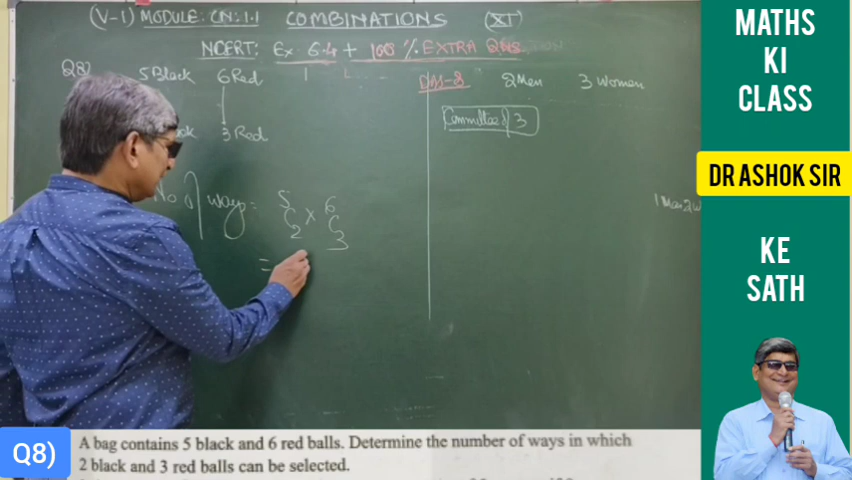 (V-1) MODULE: CN: 1.1 COMBINATIONS (XI)
NCERT: Ex 6.4 + 100 % EXTRA QNS
Q8) 5 Black 6 Red
3 Red
No of ways = 5C2 × 6C3
=
2 Men 3 Women
Committee 3
1 Man 2 W
MATHS
KI
CLASS
DR ASHOK SIR
KE
SATH
Q8) A bag contains 5 black and 6 red balls. Determine the number of ways in which
2 black and 3 red balls can be selected.